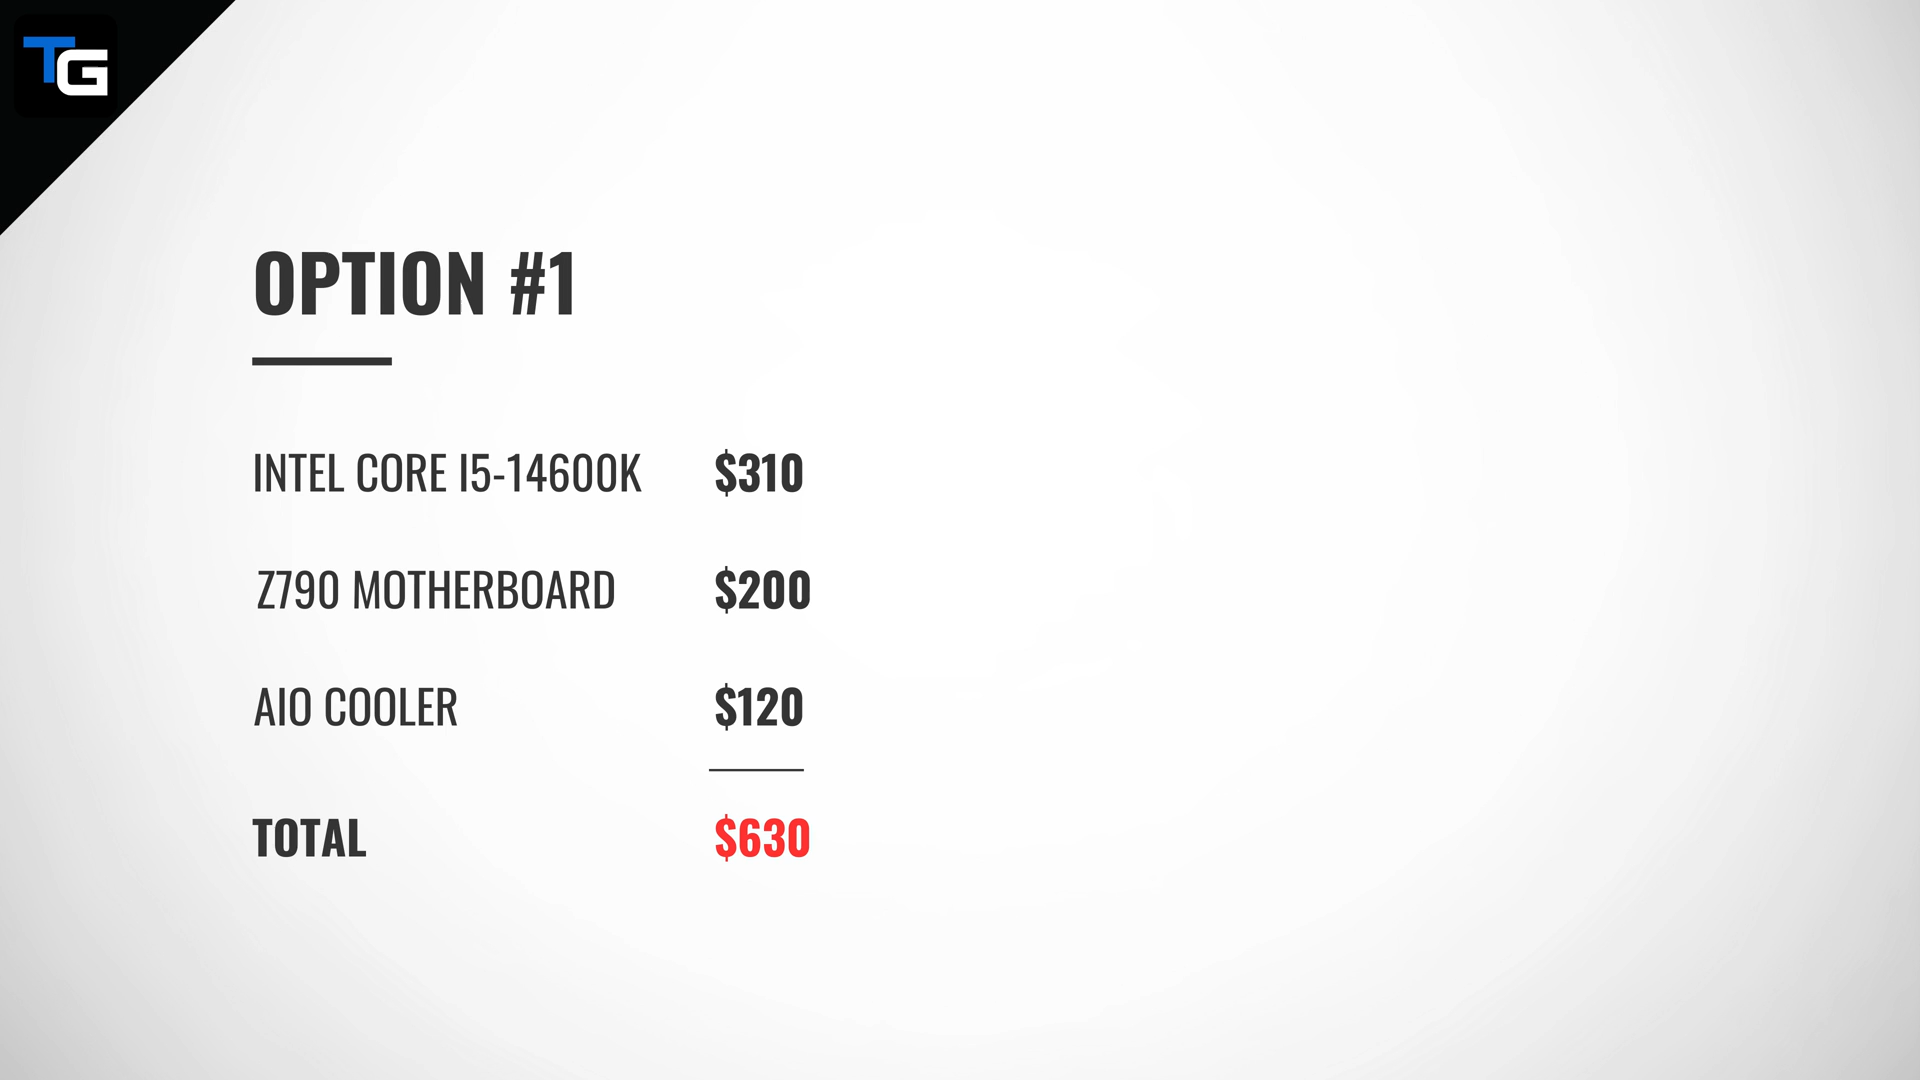 TG
OPTION #1
INTEL CORE I5-14600K $310
Z790 MOTHERBOARD $200
AIO COOLER $120
TOTAL $630